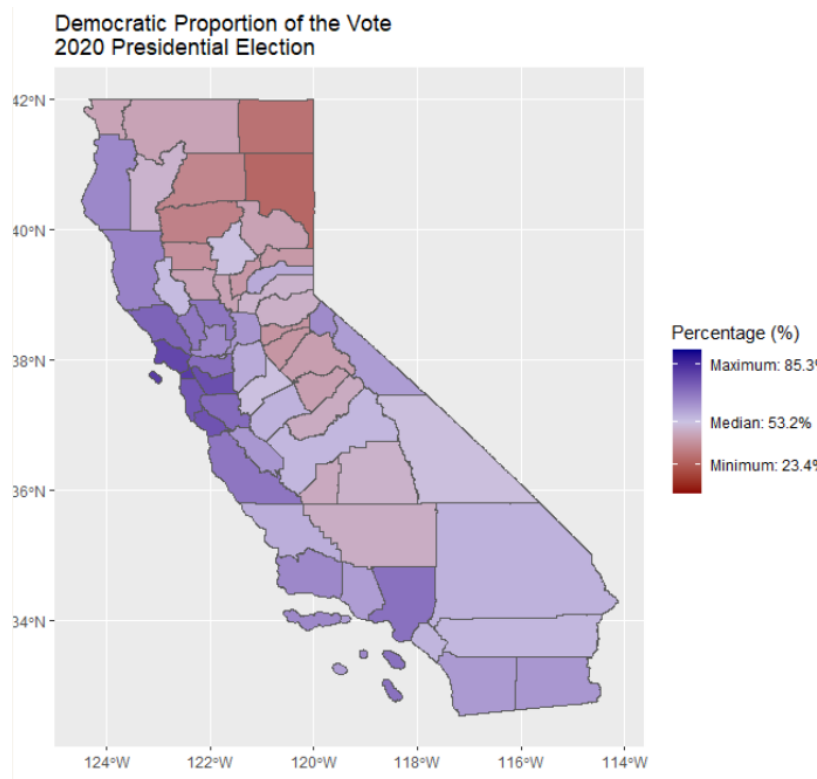 Democratic Proportion of the Vote
2020 Presidential Election
42°N
40°N
38°N
36°N
34°N
124°W
122°W
120°W
118°W
116°W
114°W
Percentage (%)
Maximum: 85.3%
Median: 53.2%
Minimum: 23.4%